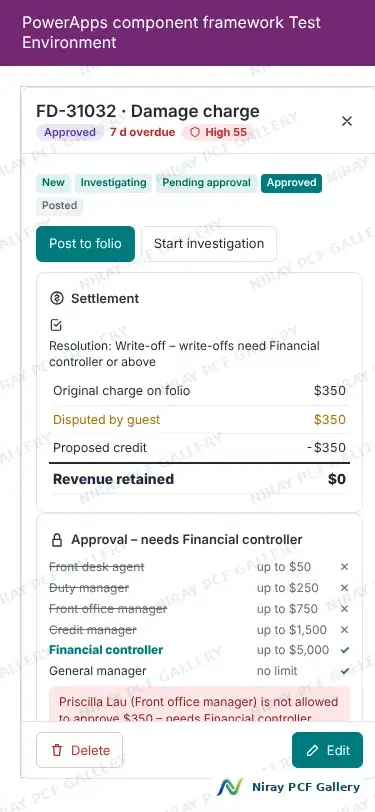 PowerApps component framework Test
Environment
FD-31032 · Damage charge
Approved 7 d overdue High 55
New Investigating Pending approval Approved
Posted
Post to folio Start investigation
Settlement
Resolution: Write-off – write-offs need Financial
controller or above
Original charge on folio $350
Disputed by guest $350
Proposed credit -$350
Revenue retained $0
Approval – needs Financial controller
Front desk agent up to $50
Duty manager up to $250
Front office manager up to $750
Credit manager up to $1,500
Financial controller up to $5,000
General manager no limit
Priscilla Lau (Front office manager) is not allowed
to approve $350 – needs Financial controller
Delete Edit
Niray PCF Gallery
NIRAY PCF GALLERY